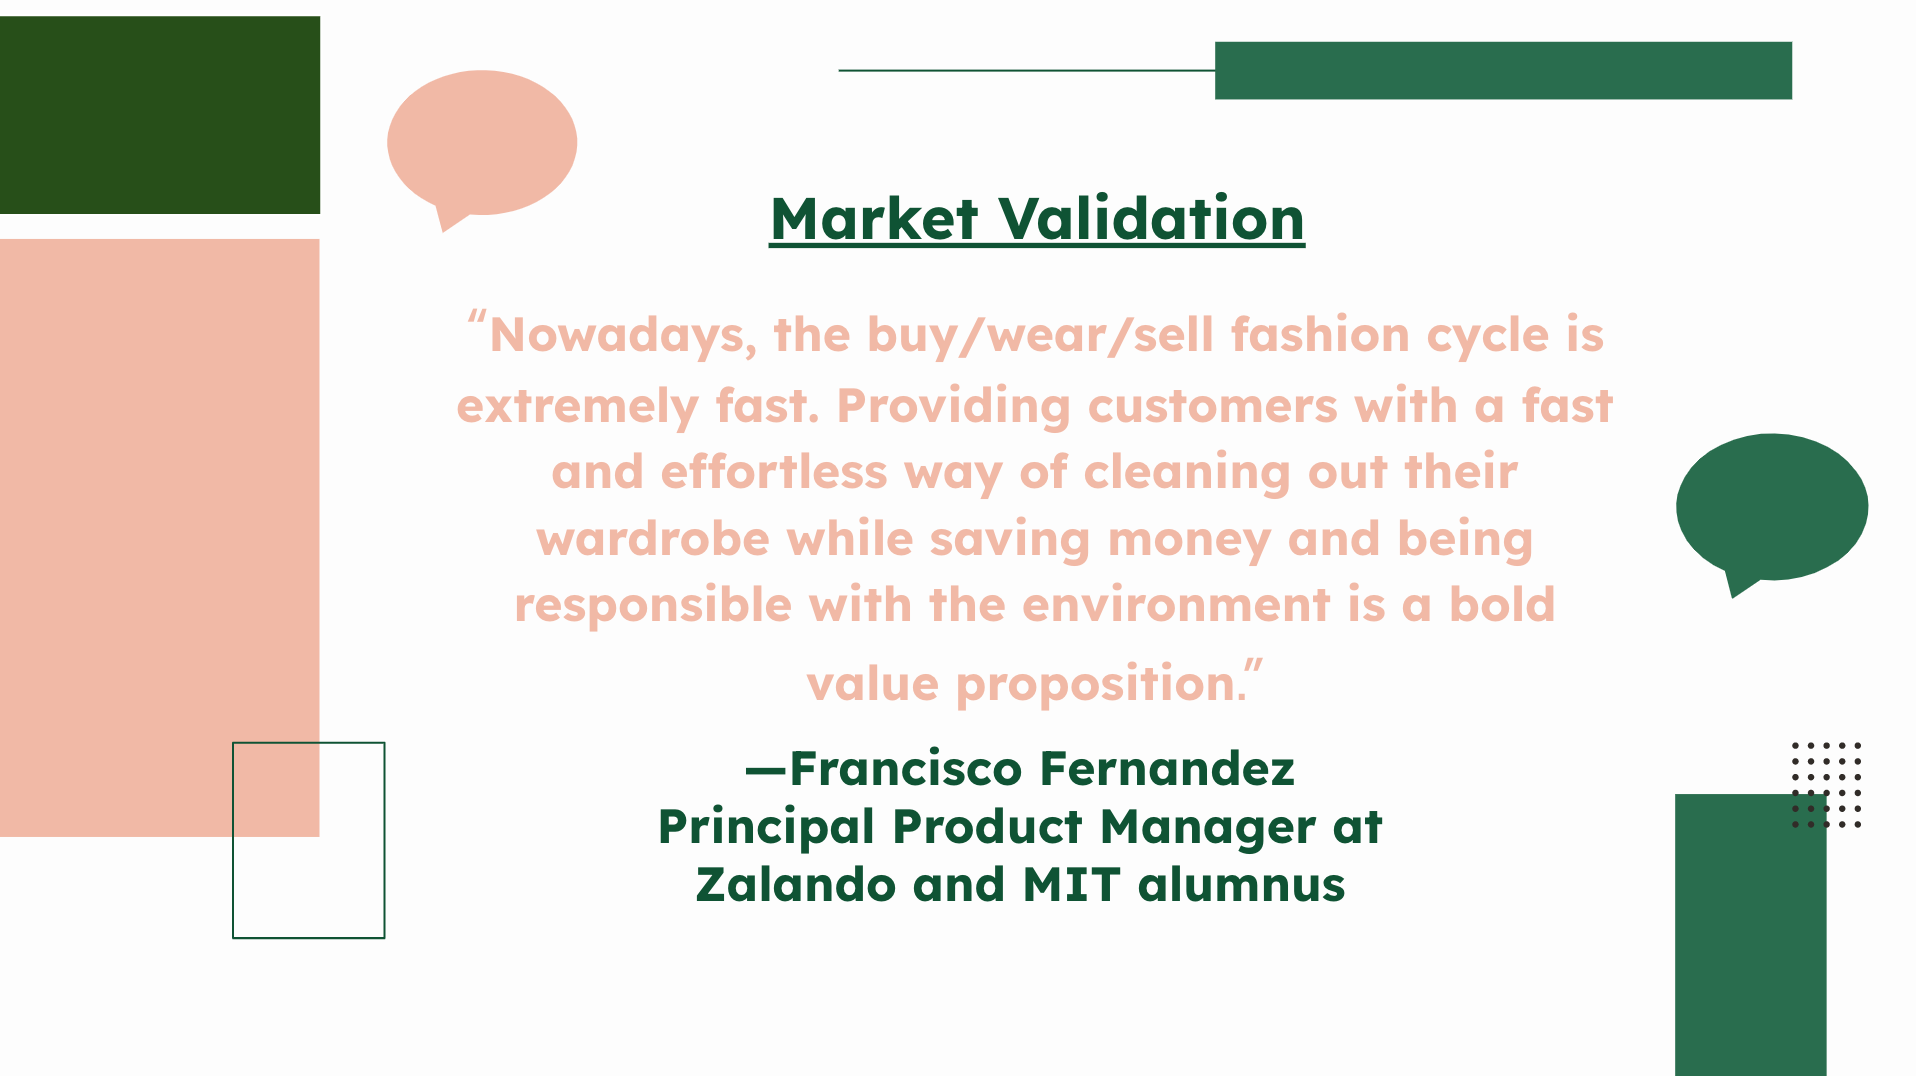 Market Validation
“Nowadays, the buy/wear/sell fashion cycle is
extremely fast. Providing customers with a fast
and effortless way of cleaning out their
wardrobe while saving money and being
responsible with the environment is a bold
value proposition.”
—Francisco Fernandez
Principal Product Manager at
Zalando and MIT alumnus